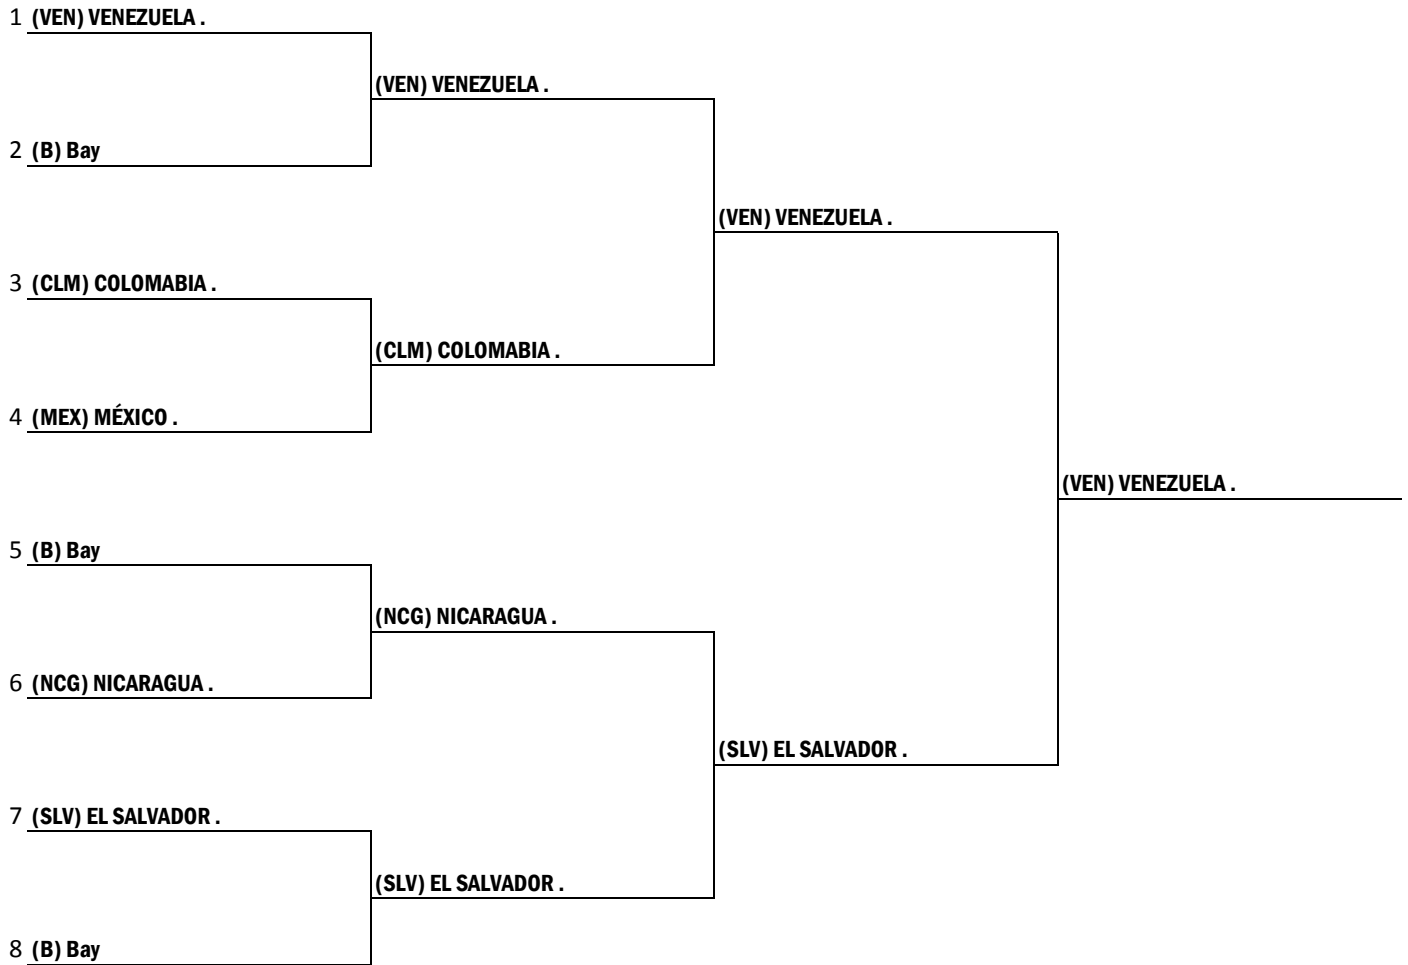 1 (VEN) VENEZUELA .
(VEN) VENEZUELA .
2 (B) Bay
(VEN) VENEZUELA .
3 (CLM) COLOMABIA .
(CLM) COLOMABIA .
4 (MEX) MÉXICO .
(VEN) VENEZUELA .
5 (B) Bay
(NCG) NICARAGUA .
6 (NCG) NICARAGUA .
(SLV) EL SALVADOR .
7 (SLV) EL SALVADOR .
(SLV) EL SALVADOR .
8 (B) Bay